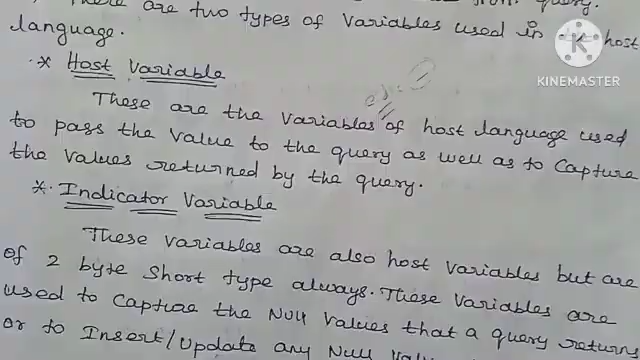 There are two types of variables used in the host
language.
* Host Variable
These are the variables of host language used
to pass the value to the query as well as to capture
the values returned by the query.
* Indicator Variable
These variables are also host variables but are
of 2 byte short type always. These variables are
used to capture the NULL values that a query returns
or to Insert/Update any Null
KINEMASTER